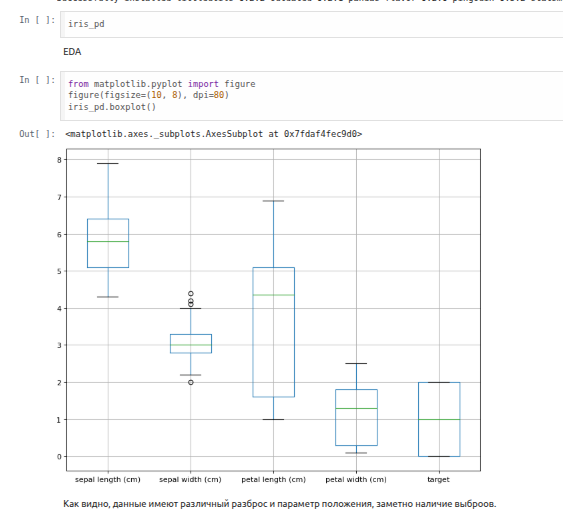 In [ ]:
iris_pd
EDA
In [ ]:
from matplotlib.pyplot import figure
figure(figsize=(10, 8), dpi=80)
iris_pd.boxplot()
Out[ ]:
<matplotlib.axes._subplots.AxesSubplot at 0x7fdaf4fec9d0>
8
7
6
5
4
3
2
1
0
sepal length (cm) sepal width (cm) petal length (cm) petal width (cm) target
Как видно, данные имеют различный разброс и параметр положения, заметно наличие выброов.